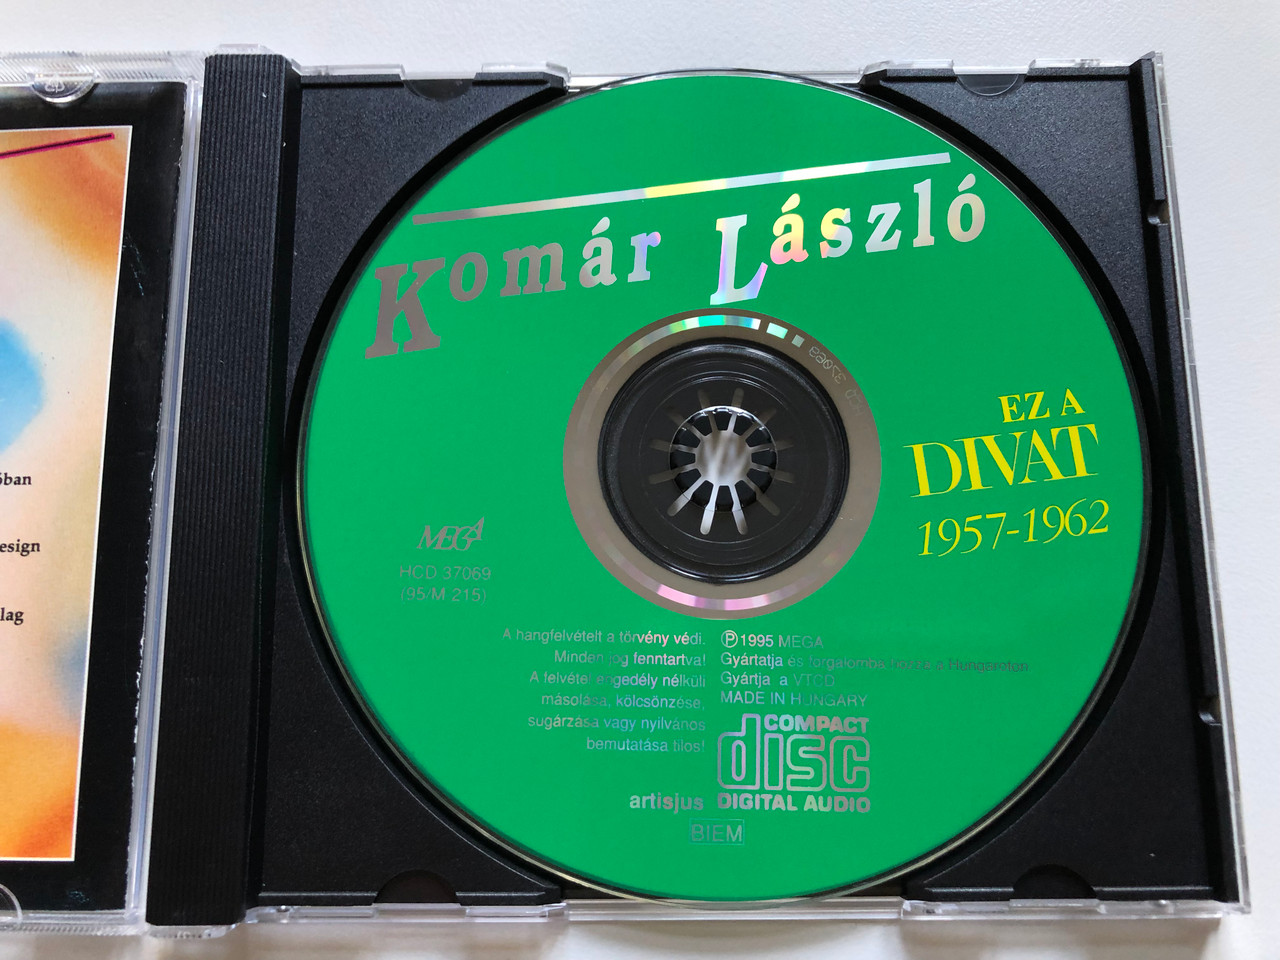 óban
esign
lag
Komár László
EZ A
DIVAT
1957-1962
MEGA
HCD 37069
(95/M 215)
A hangfelvételt a törvény védi.
Minden jog fenntartva!
A felvétel engedély nélküli
másolása, kölcsönzése,
sugárzása vagy nyilvános
bemutatása tilos!
℗1995 MEGA
Gyártatja és forgalomba hozza a Hungaroton
Gyártja a VTCD
MADE IN HUNGARY
COMPACT
disc
DIGITAL AUDIO
artisjus
BIEM